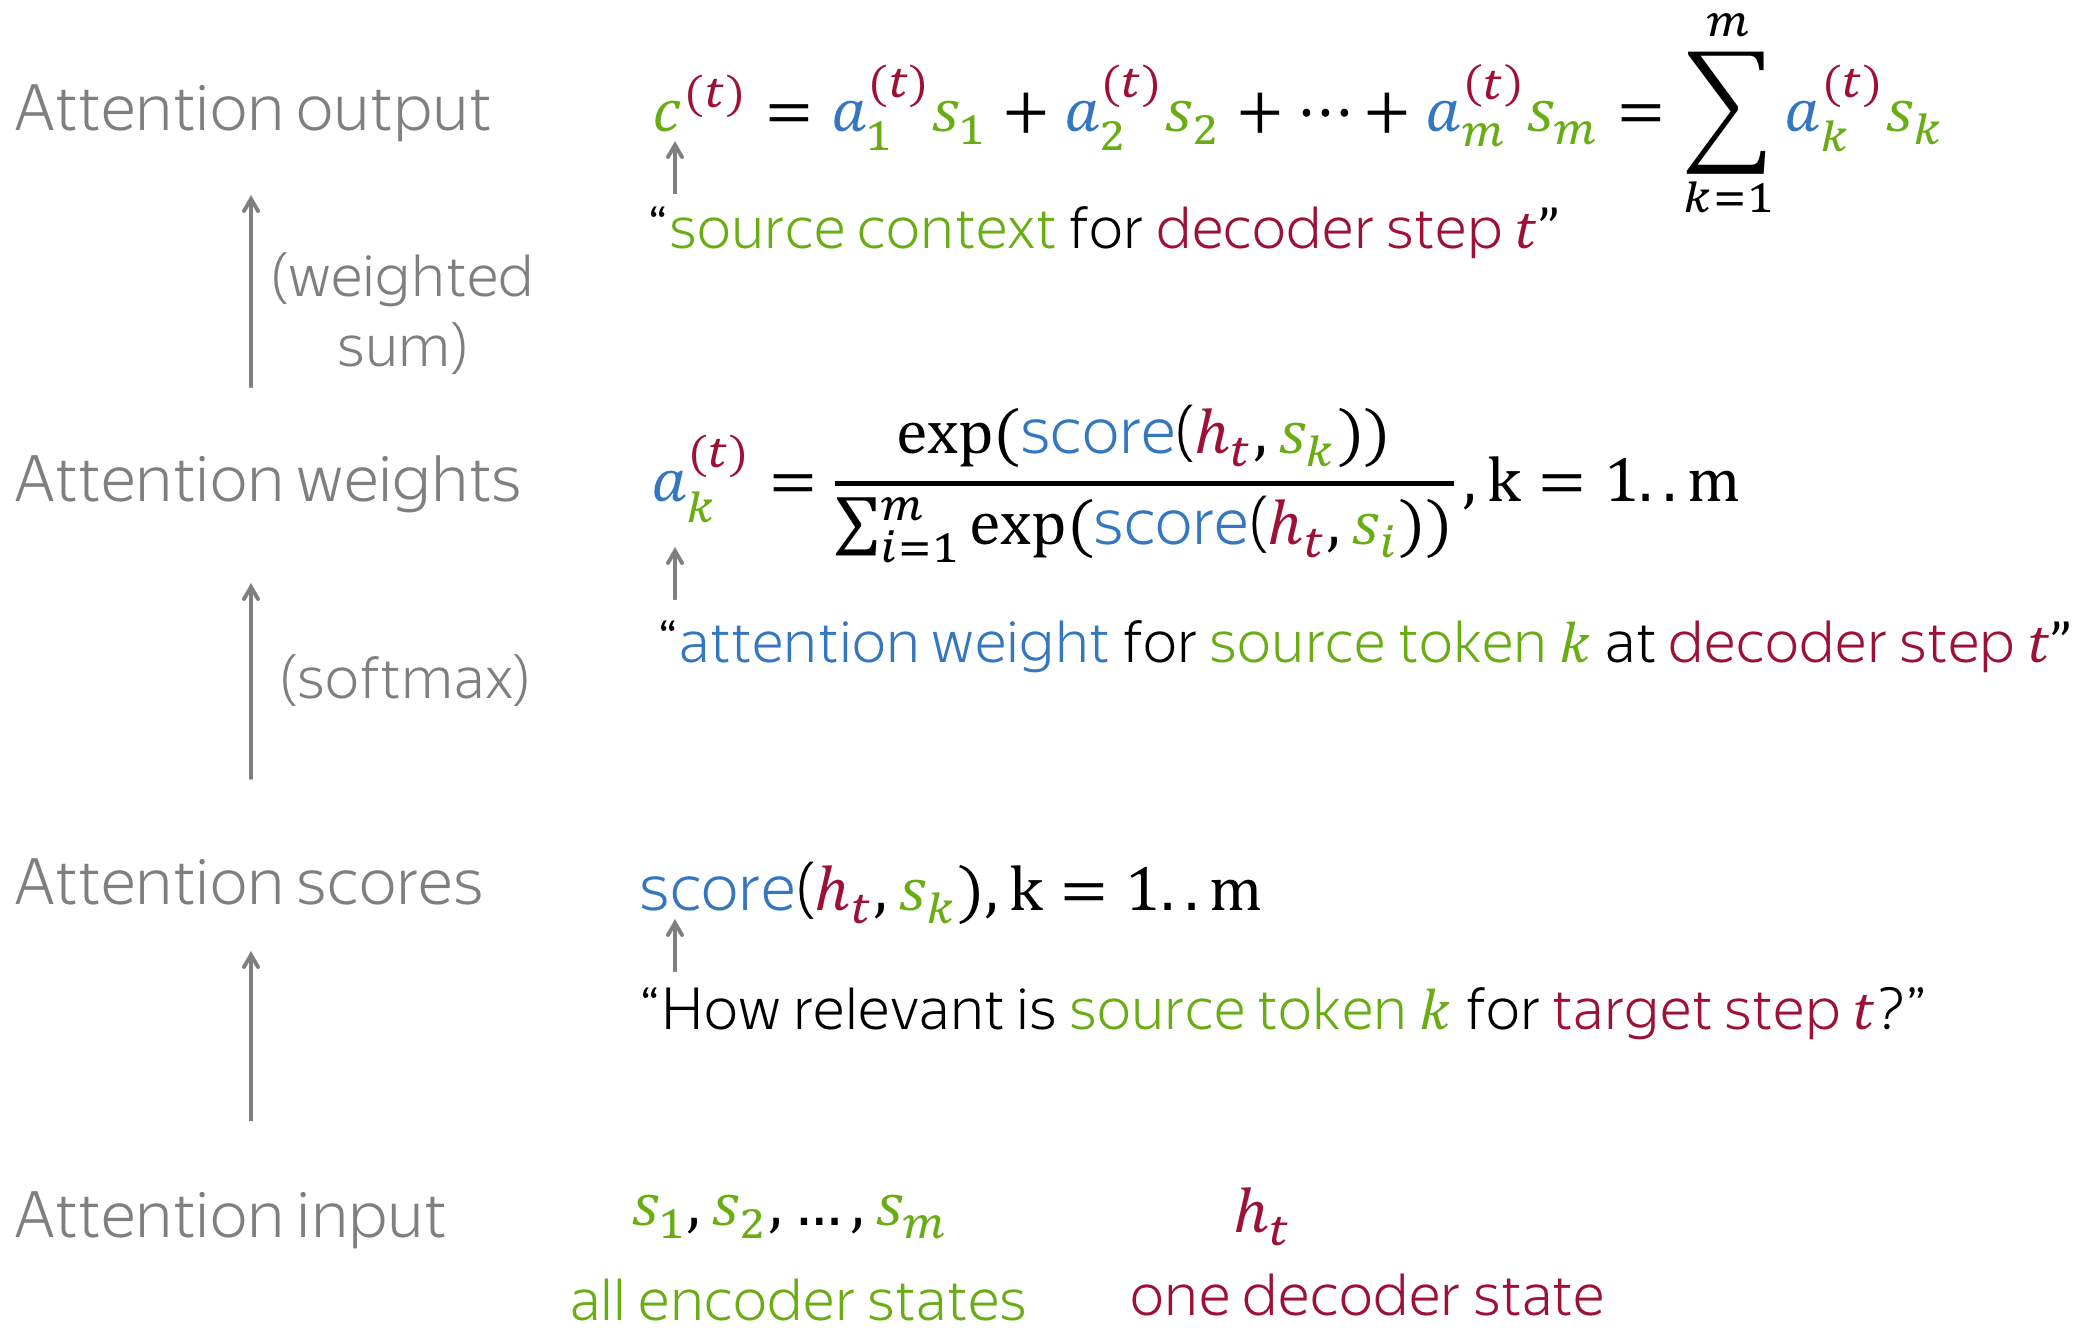 Attention output
c^(t) = a_1^(t) s_1 + a_2^(t) s_2 + ⋯ + a_m^(t) s_m = ∑_{k=1}^{m} a_k^(t) s_k
“source context for decoder step t”
(weighted
sum)
Attention weights
a_k^(t) = exp(score(h_t, s_k)) / ∑_{i=1}^{m} exp(score(h_t, s_i)), k = 1..m
“attention weight for source token k at decoder step t”
(softmax)
Attention scores
score(h_t, s_k), k = 1..m
“How relevant is source token k for target step t?”
Attention input
s_1, s_2, …, s_m
h_t
all encoder states
one decoder state